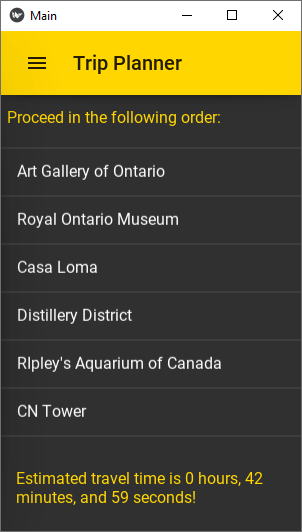 Main
Trip Planner
Proceed in the following order:
Art Gallery of Ontario
Royal Ontario Museum
Casa Loma
Distillery District
RIpley's Aquarium of Canada
CN Tower
Estimated travel time is 0 hours, 42
minutes, and 59 seconds!